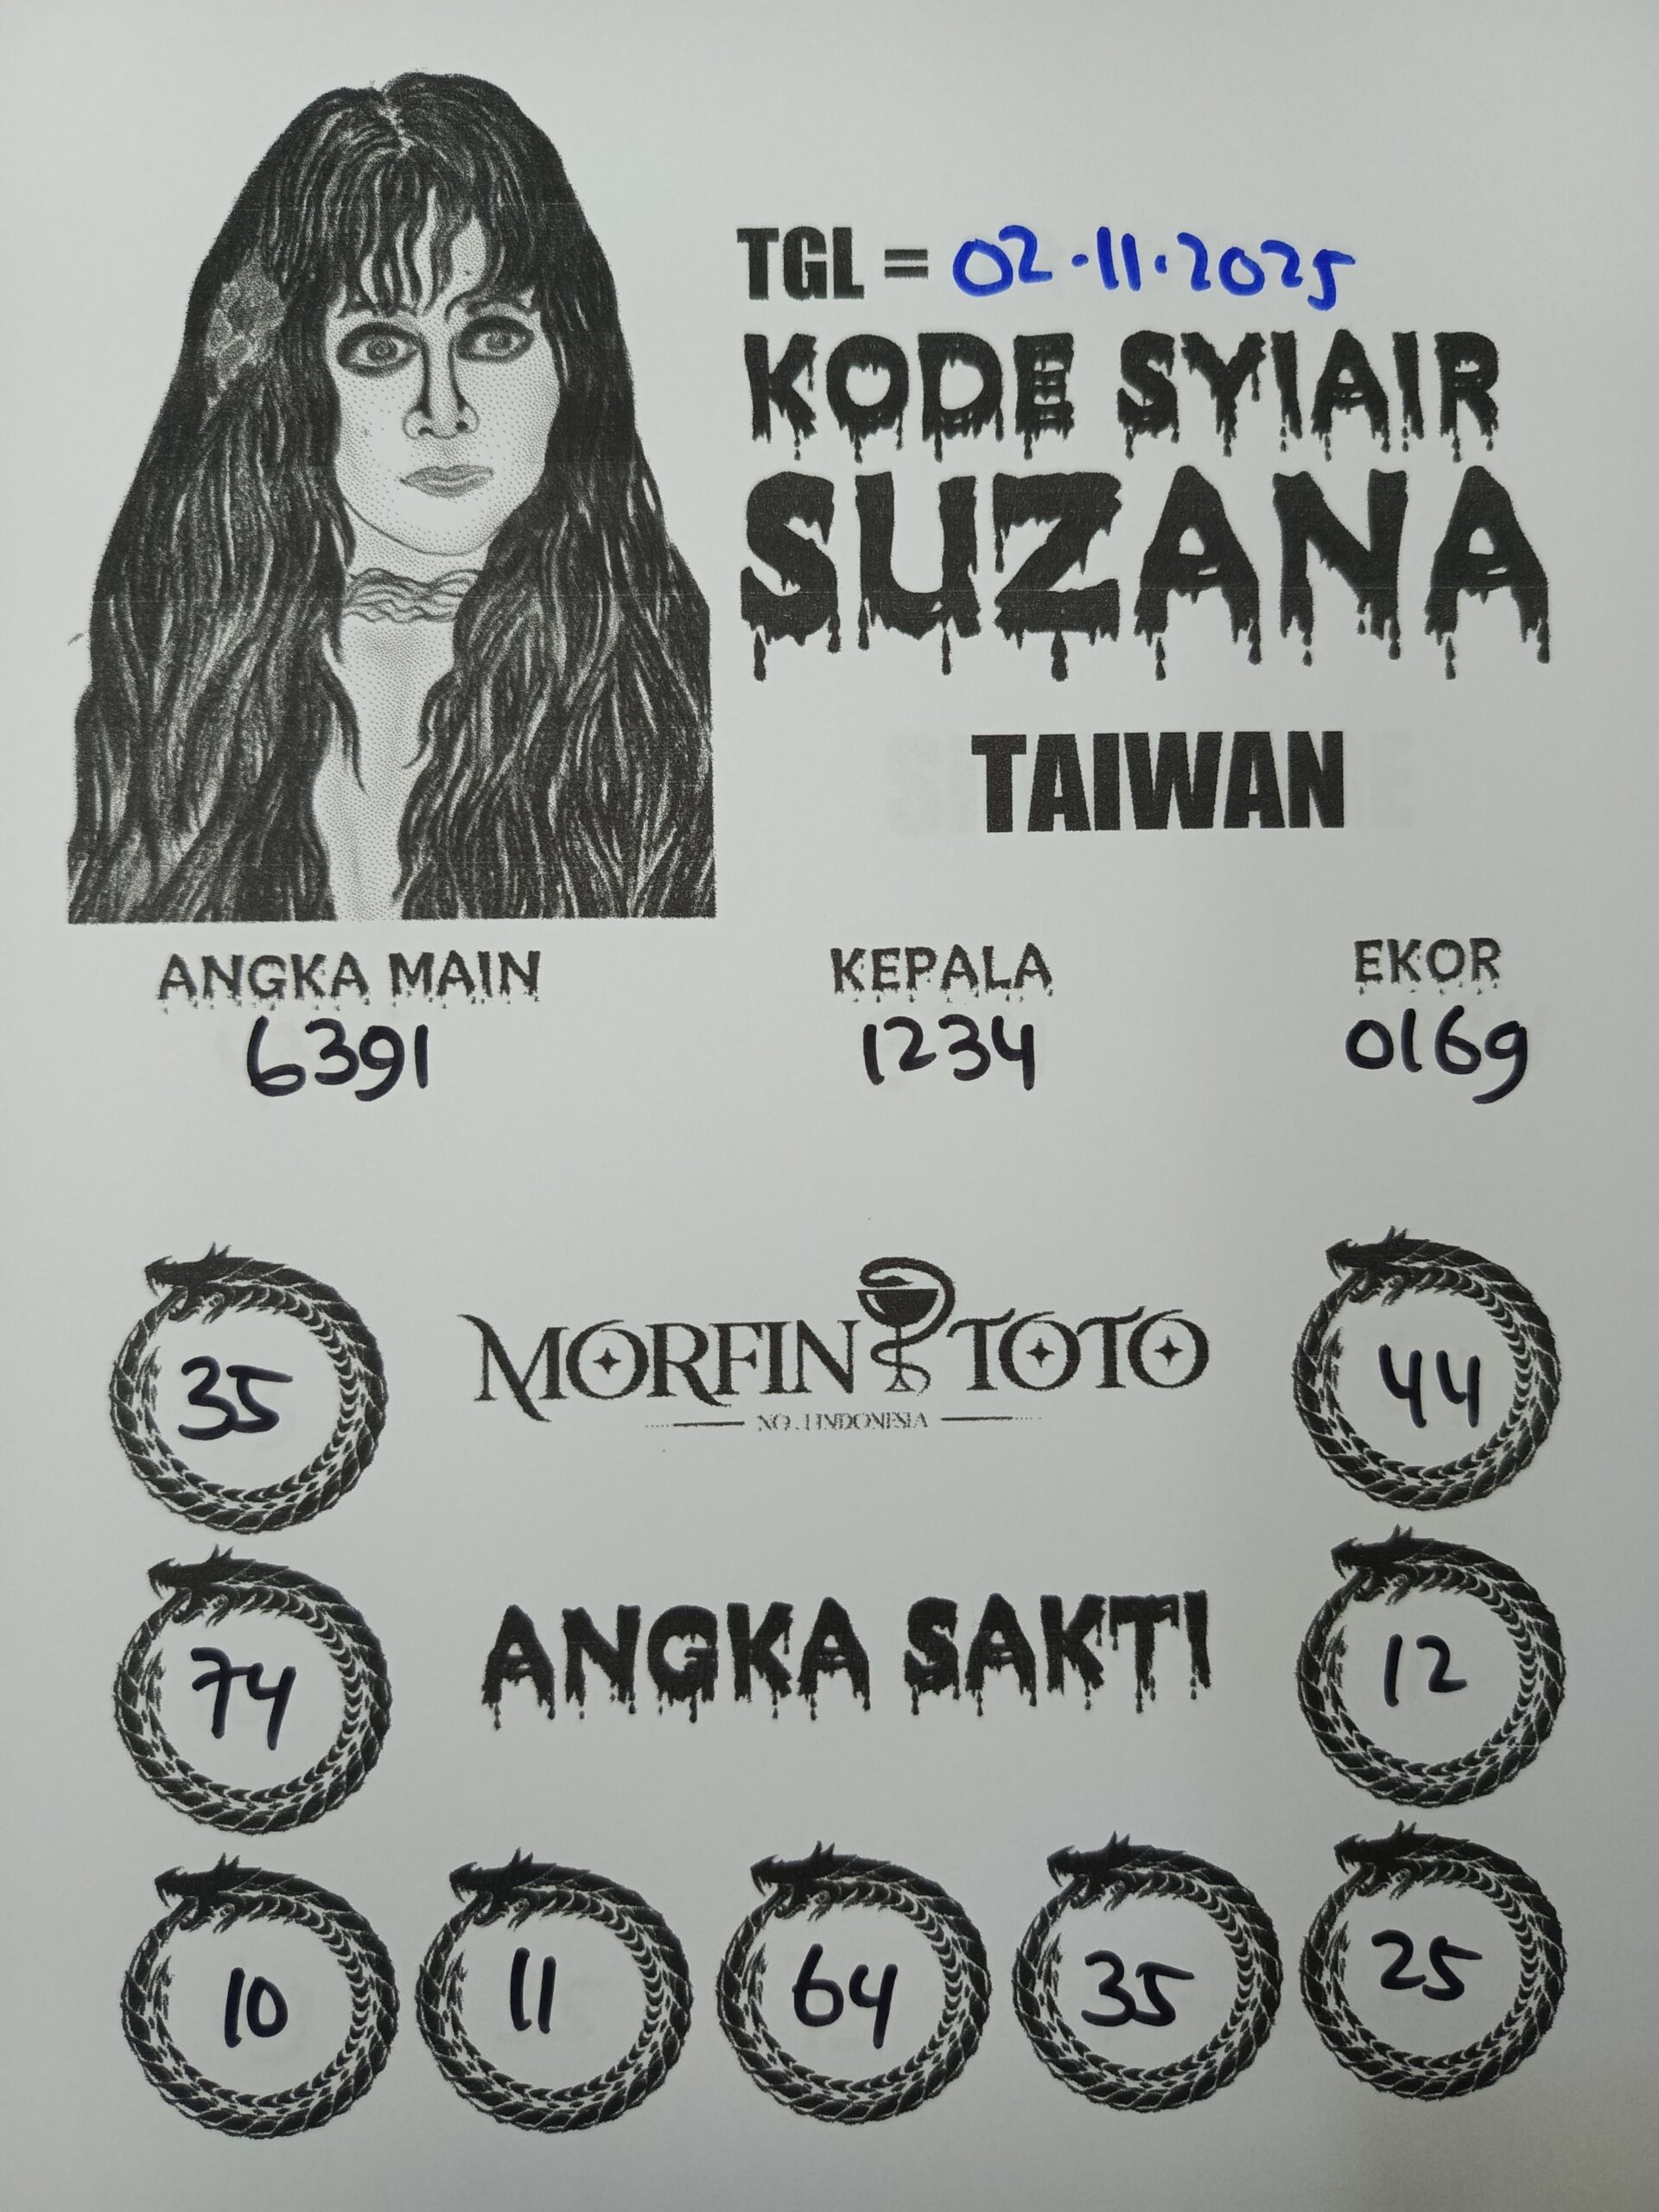 TGL = 02.11.2025
KODE SYIAIR
SUZANA
TAIWAN
ANGKA MAIN KEPALA EKOR
6391 1234 0169
35 MORFIN TOTO 44
NO. 1 INDONESIA
74 ANGKA SAKTI 12
10 11 64 35 25